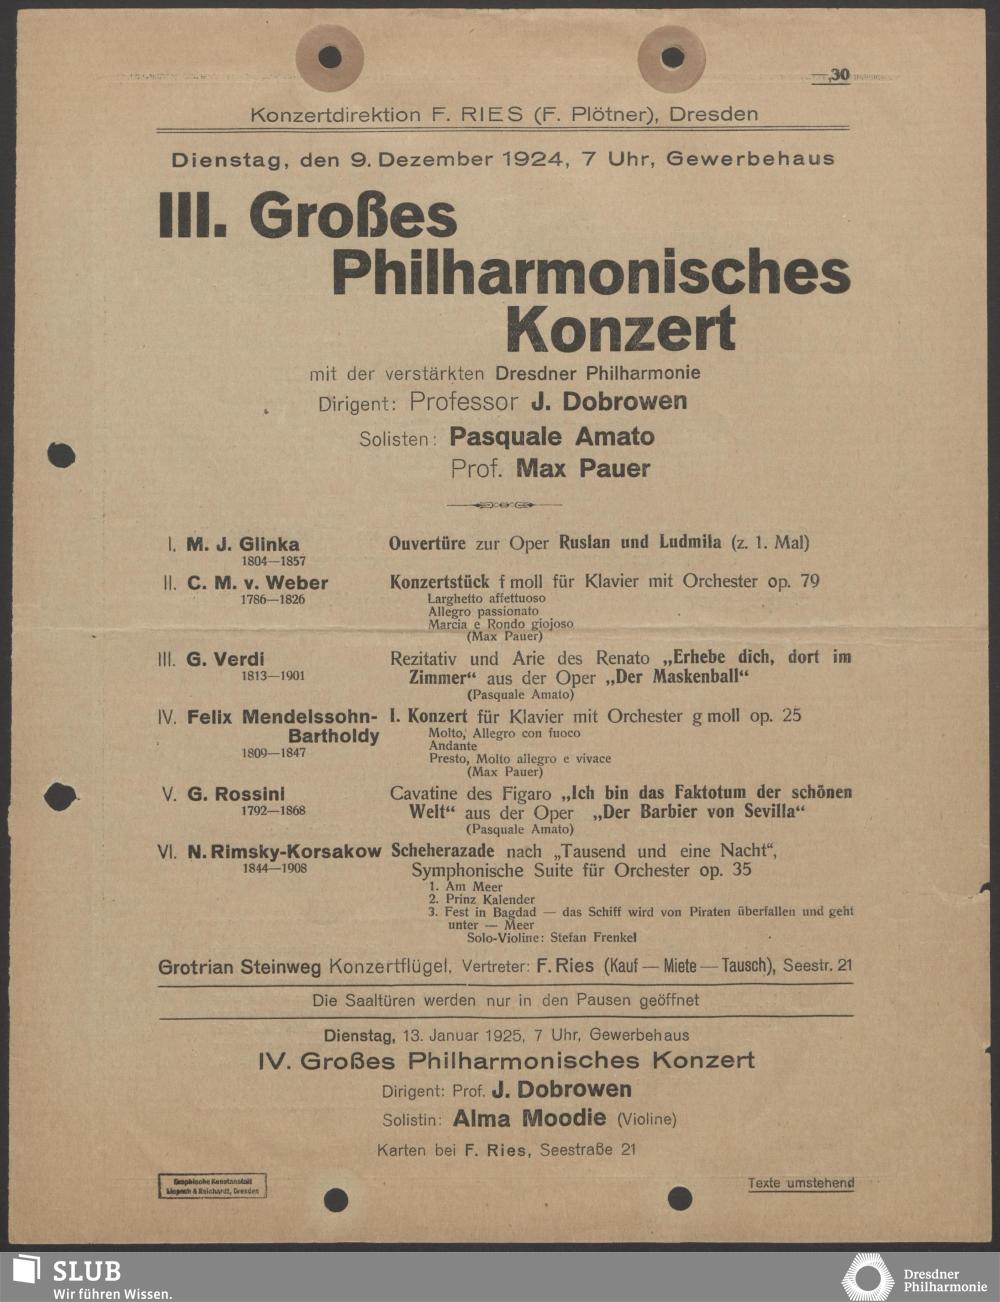 —,30
Konzertdirektion F. RIES (F. Plötner), Dresden
Dienstag, den 9. Dezember 1924, 7 Uhr, Gewerbehaus
III. Großes
Philharmonisches
Konzert
mit der verstärkten Dresdner Philharmonie
Dirigent: Professor J. Dobrowen
Solisten: Pasquale Amato
Prof. Max Pauer
I. M. J. Glinka Ouvertüre zur Oper Ruslan und Ludmila (z. 1. Mal)
1804—1857
II. C. M. v. Weber Konzertstück f moll für Klavier mit Orchester op. 79
1786—1826 Larghetto affettuoso
Allegro passionato
Marcia e Rondo giojoso
(Max Pauer)
III. G. Verdi Rezitativ und Arie des Renato „Erhebe dich, dort im
1813—1901 Zimmer“ aus der Oper „Der Maskenball“
(Pasquale Amato)
IV. Felix Mendelssohn- I. Konzert für Klavier mit Orchester g moll op. 25
Bartholdy Molto, Allegro con fuoco
Andante
1809—1847 Presto, Molto allegro e vivace
(Max Pauer)
V. G. Rossini Cavatine des Figaro „Ich bin das Faktotum der schönen
1792—1868 Welt“ aus der Oper „Der Barbier von Sevilla“
(Pasquale Amato)
VI. N. Rimsky-Korsakow Scheherazade nach „Tausend und eine Nacht“,
1844—1908 Symphonische Suite für Orchester op. 35
1. Am Meer
2. Prinz Kalender
3. Fest in Bagdad — das Schiff wird von Piraten überfallen und geht
unter — Meer
Solo-Violine: Stefan Frenkel
Grotrian Steinweg Konzertflügel, Vertreter: F. Ries (Kauf — Miete — Tausch), Seestr. 21
Die Saaltüren werden nur in den Pausen geöffnet
Dienstag, 13. Januar 1925, 7 Uhr, Gewerbehaus
IV. Großes Philharmonisches Konzert
Dirigent: Prof. J. Dobrowen
Solistin: Alma Moodie (Violine)
Karten bei F. Ries, Seestraße 21
Graphische Kunstanstalt
Liepsch & Reichardt, Dresden
Texte umstehend
SLUB
Wir führen Wissen.
Dresdner
Philharmonie